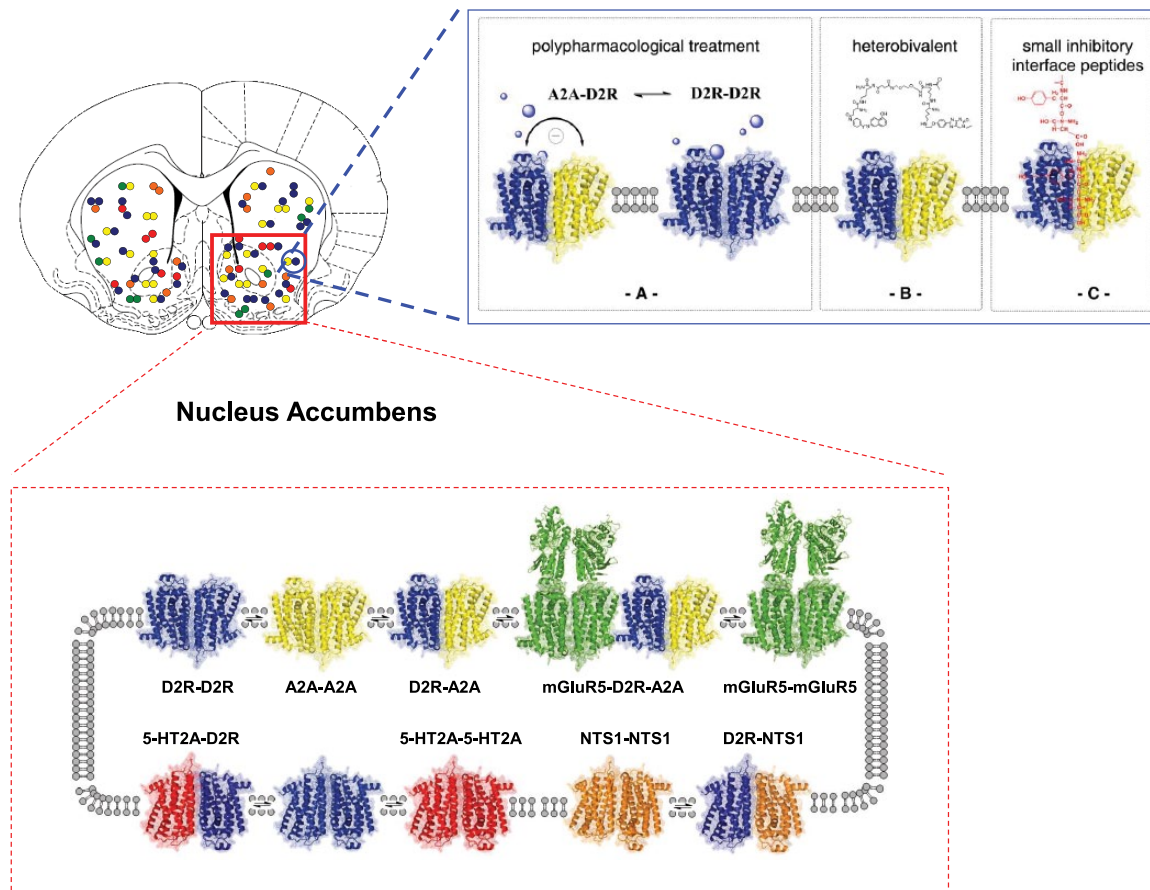 polypharmacological treatment
A2A-D2R
D2R-D2R
- A -
heterobivalent
- B -
small inhibitory
interface peptides
- C -
Nucleus Accumbens
D2R-D2R
A2A-A2A
D2R-A2A
mGluR5-D2R-A2A
mGluR5-mGluR5
5-HT2A-D2R
5-HT2A-5-HT2A
NTS1-NTS1
D2R-NTS1